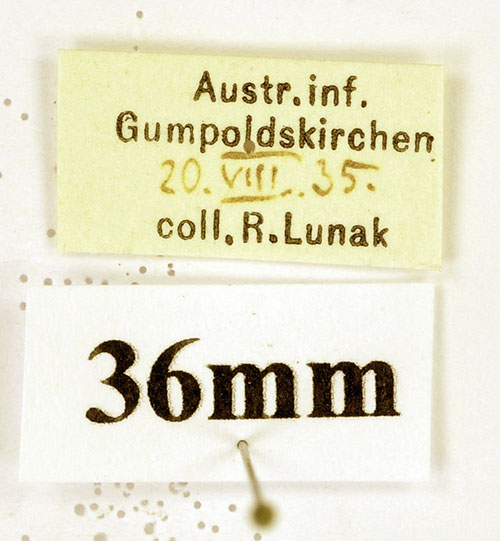 Austr.inf.
Gumpoldskirchen
20.VIII.35.
coll.R.Lunak
36mm